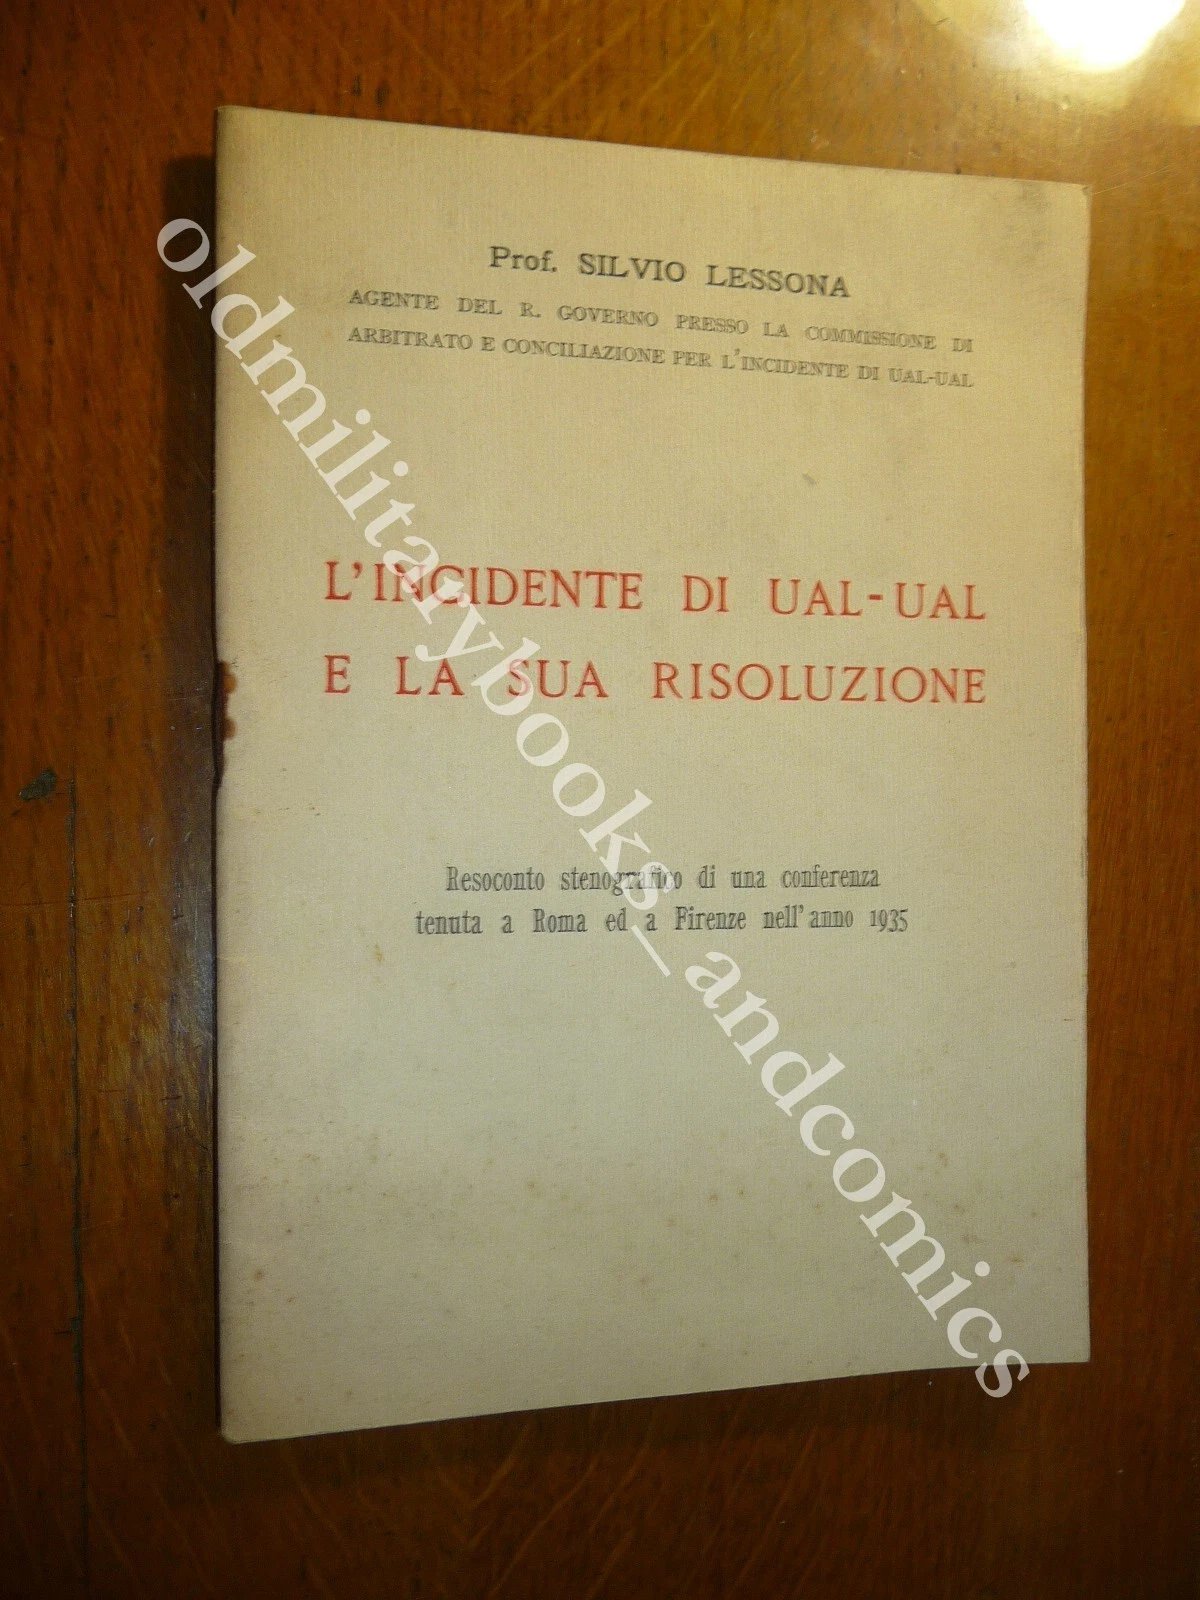 Prof. SILVIO LESSONA
AGENTE DEL R. GOVERNO PRESSO LA COMMISSIONE DI
ARBITRATO E CONCILIAZIONE PER L'INCIDENTE DI UAL-UAL
L'INCIDENTE DI UAL-UAL
E LA SUA RISOLUZIONE
Resoconto stenografico di una conferenza
tenuta a Roma ed a Firenze nell'anno 1935
oldmilitarybooks_andcomics